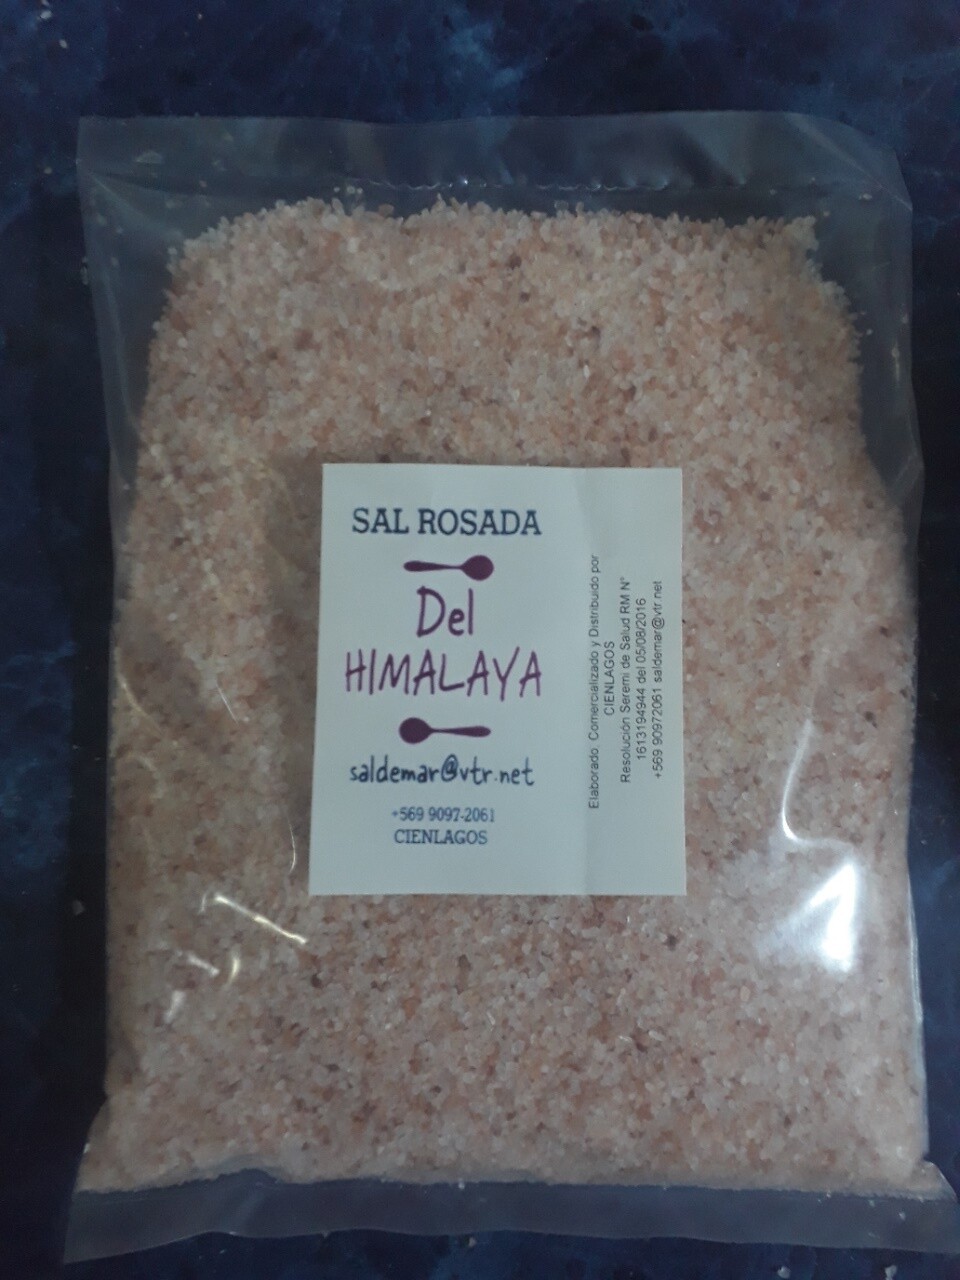 SAL ROSADA
Del
HIMALAYA
saldemar@vtr.net
+569 9097-2061
CIENLAGOS
Elaborado, Comercializado y Distribuido por
CIENLAGOS
Resolución Seremi de Salud RM N°
1613194944 del 05/08/2016
+569 90972061 saldemar@vtr.net